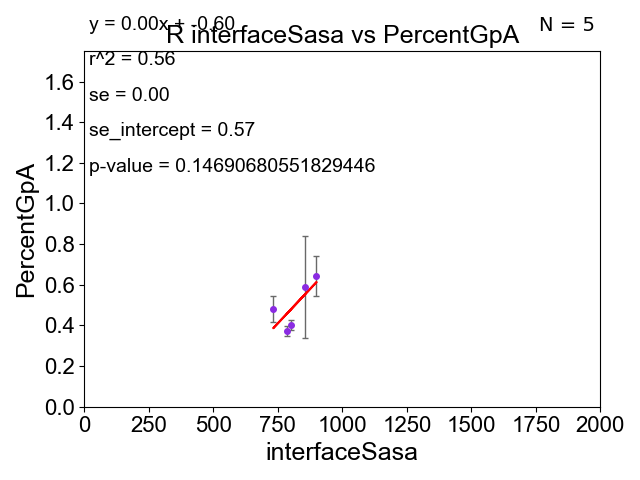 y = 0.00x + -0.60
N = 5
R interfaceSasa vs PercentGpA
r^2 = 0.56
se = 0.00
se_intercept = 0.57
p-value = 0.14690680551829446
PercentGpA
1.6
1.4
1.2
1.0
0.8
0.6
0.4
0.2
0.0
0 250 500 750 1000 1250 1500 1750 2000
interfaceSasa